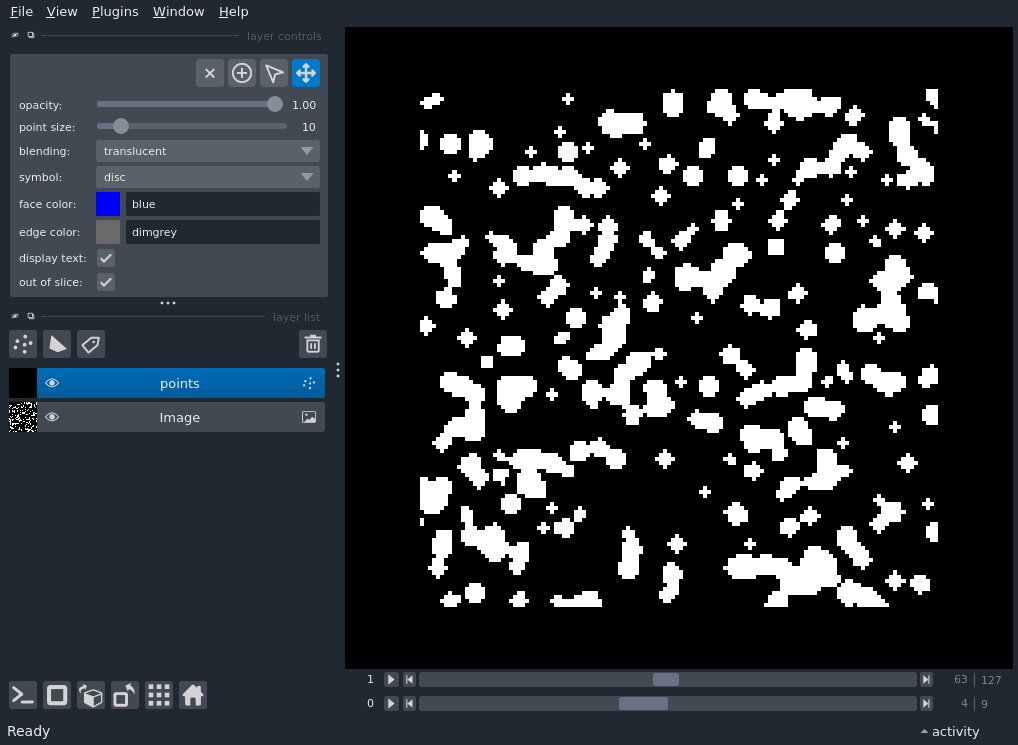 File View Plugins Window Help
layer controls
opacity: 1.00
point size: 10
blending: translucent
symbol: disc
face color: blue
edge color: dimgrey
display text:
out of slice:
layer list
points
Image
1 63 127
0 4 9
Ready activity